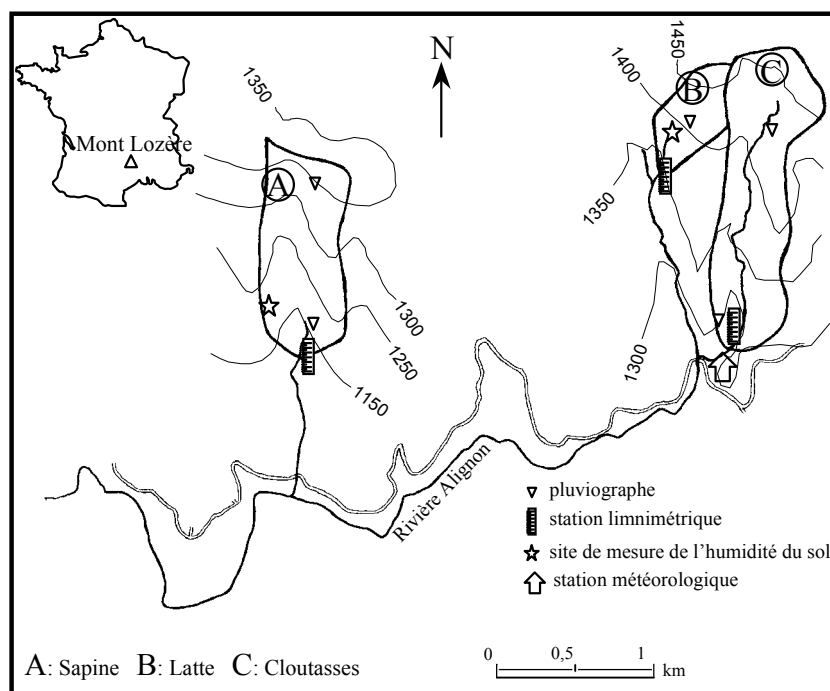 N
Mont Lozère
1350
A
1300
1250
1150
1450
1400
B
C
1350
1300
Rivière Alignon
pluviographe
station limnimétrique
site de mesure de l’humidité du sol
station météorologique
A: Sapine B: Latte C: Cloutasses
0 0,5 1
km